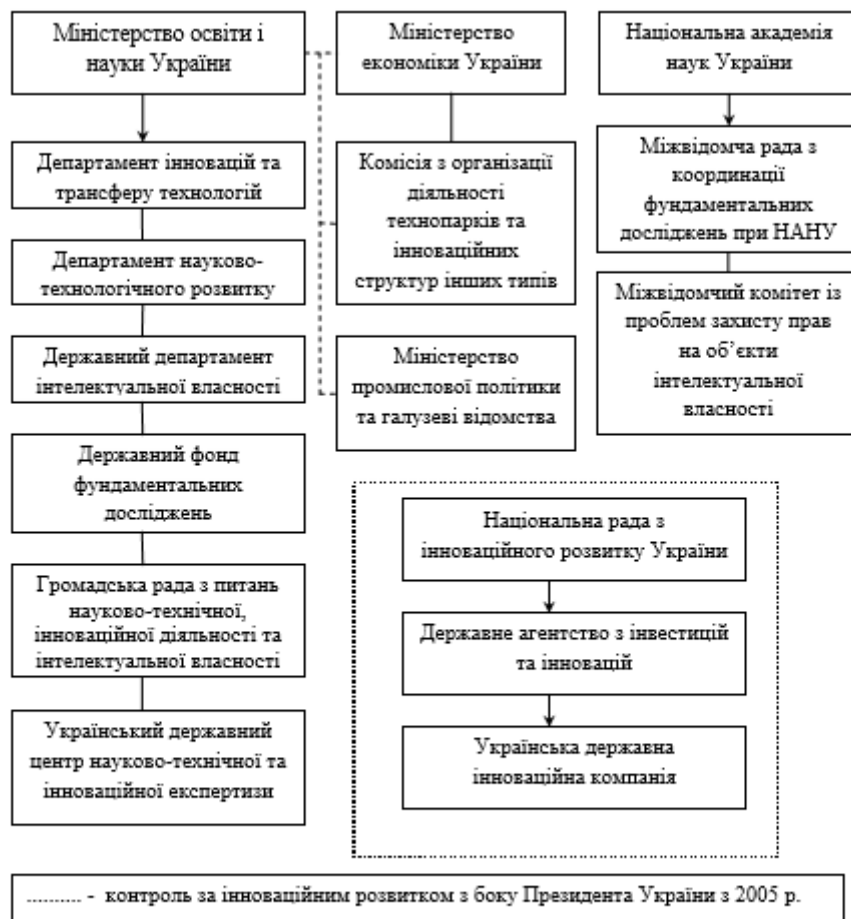 Міністерство освіти і
науки України
Департамент інновацій та
трансферу технологій
Департамент науково-
технологічного розвитку
Державний департамент
інтелектуальної власності
Державний фонд
фундаментальних
досліджень
Громадська рада з питань
науково-технічної,
інноваційної діяльності та
інтелектуальної власності
Український державний
центр науково-технічної та
інноваційної експертизи
Міністерство
економіки України
Комісія з організації
діяльності
технопарків та
інноваційних
структур інших типів
Міністерство
промислової політики
та галузеві відомства
Національна академія
наук України
Міжвідомча рада з
координації
фундаментальних
досліджень при НАНУ
Міжвідомчий комітет із
проблем захисту прав
на об’єкти
інтелектуальної
власності
Національна рада з
інноваційного розвитку України
Державне агентство з інвестицій
та інновацій
Українська державна
інноваційна компанія
.......... - контроль за інноваційним розвитком з боку Президента України з 2005 р.